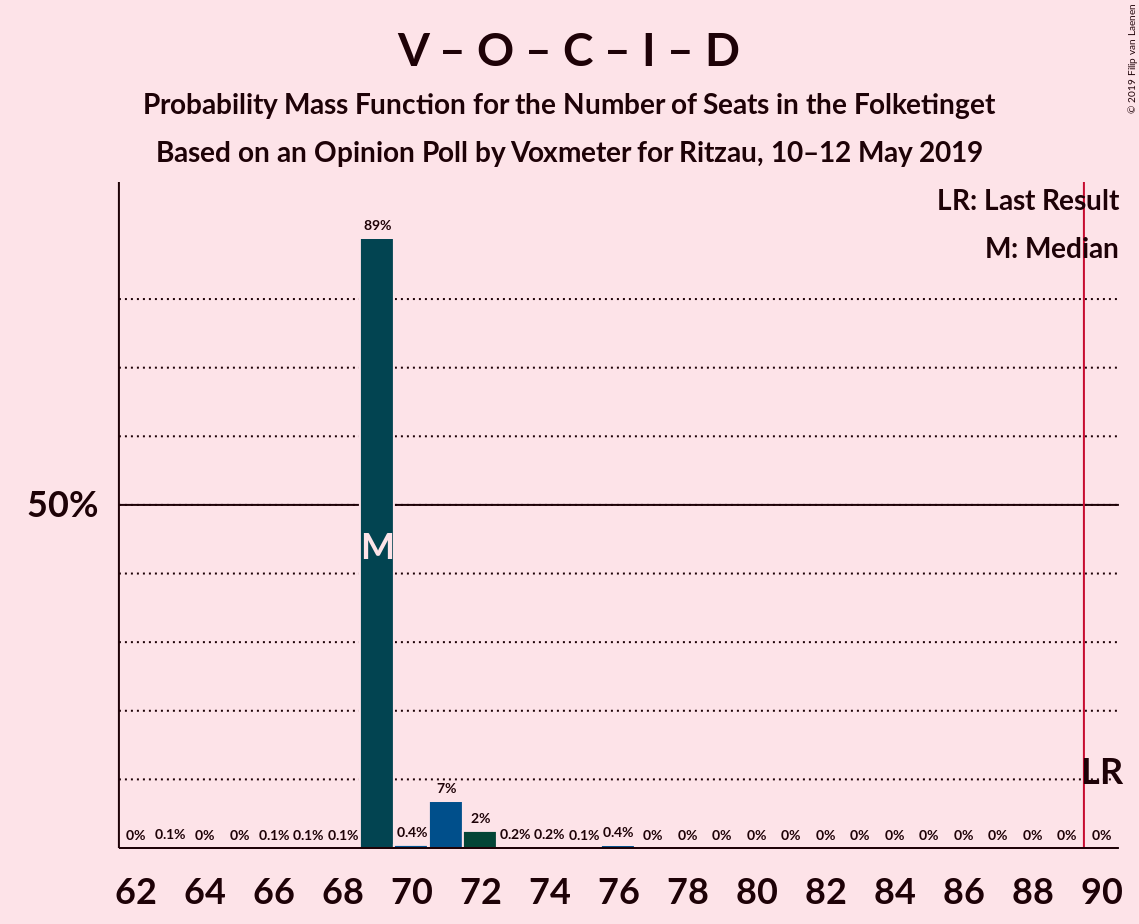 V – O – C – I – D
Probability Mass Function for the Number of Seats in the Folketinget
Based on an Opinion Poll by Voxmeter for Ritzau, 10–12 May 2019
© 2019 Filip van Laenen
LR: Last Result
M: Median
89%
50%
M
LR
7%
2%
0% 0.1% 0% 0% 0.1% 0.1% 0.1% 0.4% 0.2% 0.2% 0.1% 0.4% 0% 0% 0% 0% 0% 0% 0% 0% 0% 0% 0% 0% 0% 0%
62 64 66 68 70 72 74 76 78 80 82 84 86 88 90